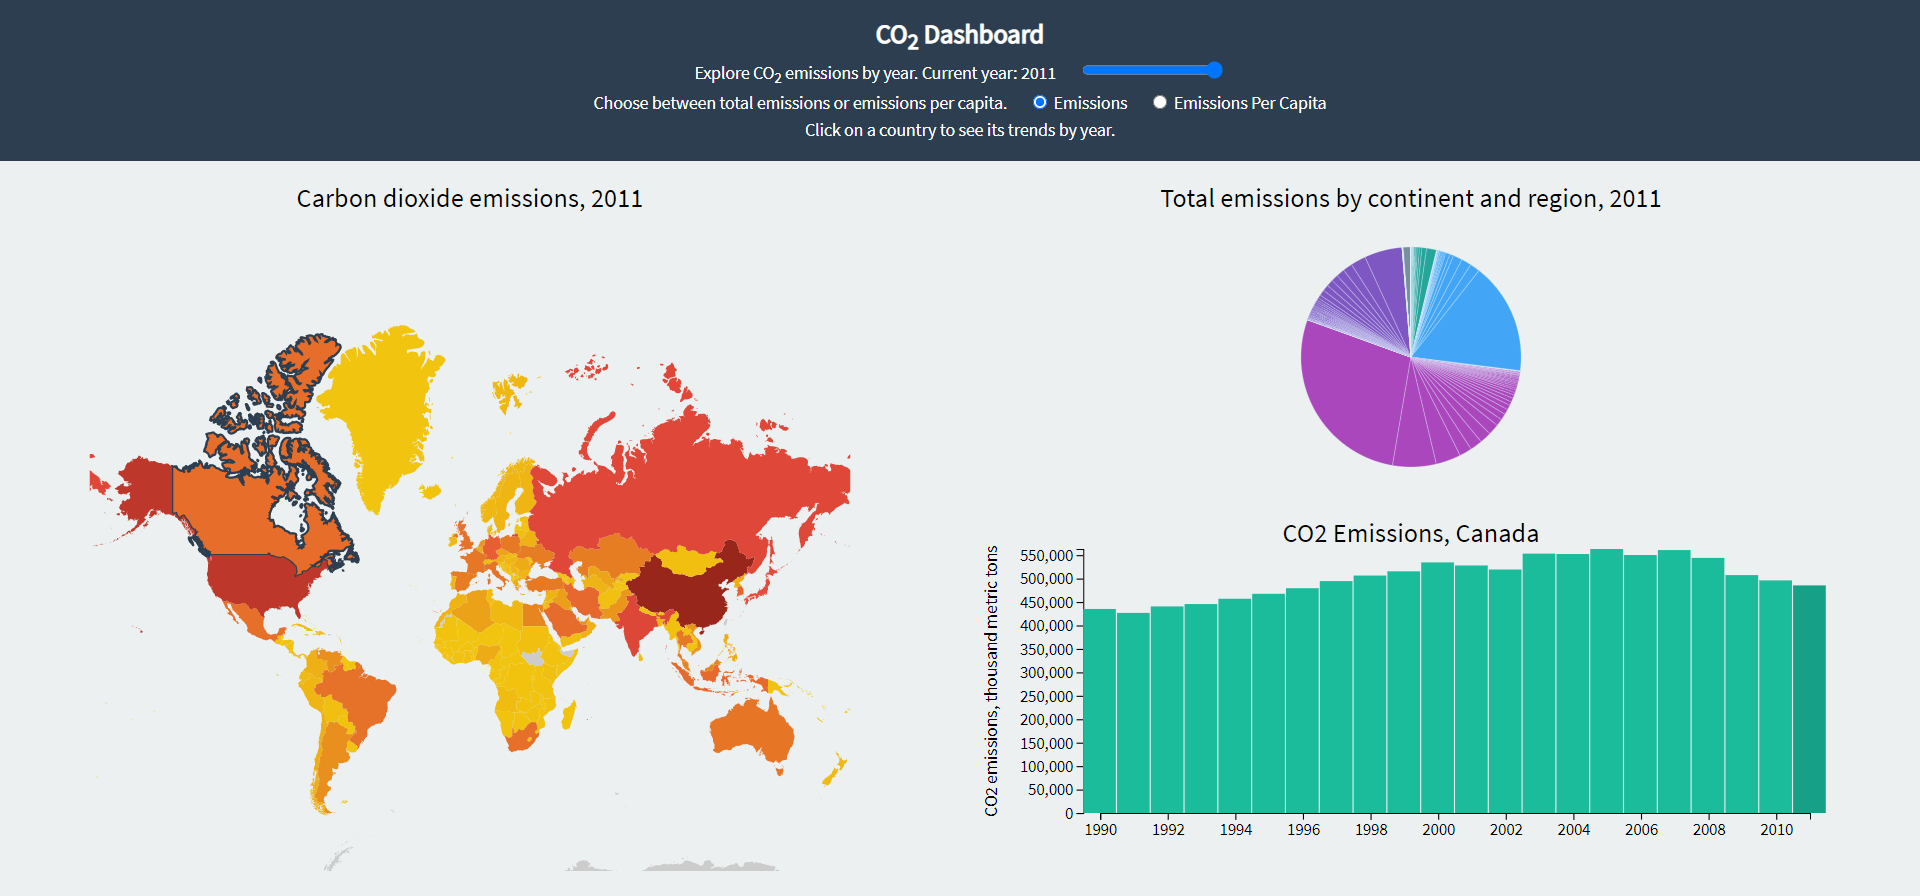 CO2 Dashboard
Explore CO2 emissions by year. Current year: 2011
Choose between total emissions or emissions per capita. Emissions Emissions Per Capita
Click on a country to see its trends by year.
Carbon dioxide emissions, 2011
Total emissions by continent and region, 2011
CO2 Emissions, Canada
CO2 emissions, thousand metric tons
550,000
500,000
450,000
400,000
350,000
300,000
250,000
200,000
150,000
100,000
50,000
0
1990 1992 1994 1996 1998 2000 2002 2004 2006 2008 2010